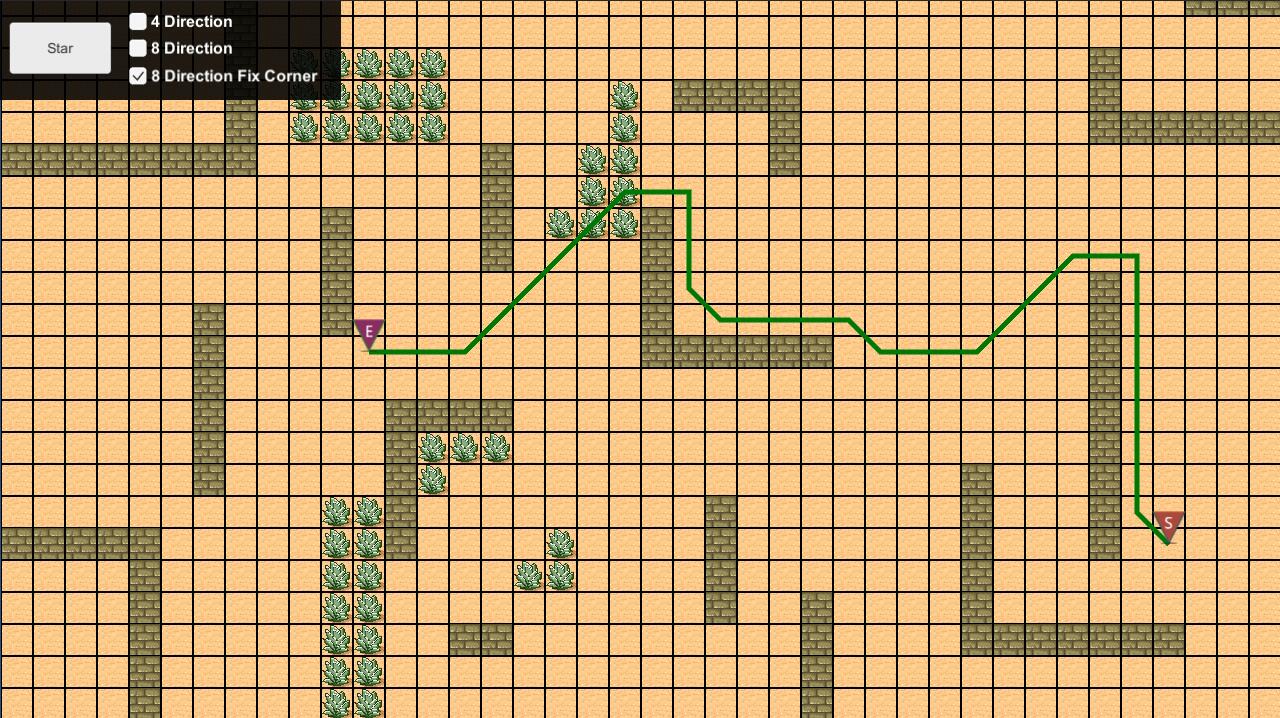 4 Direction
Star
8 Direction
8 Direction Fix Corner
E
S